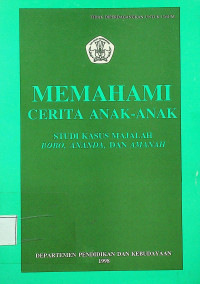 MEMAHAMI
CERITA ANAK-ANAK
STUDI KASUS MAJALAH
BOBO, ANANDA, DAN AMANAH
DEPARTEMEN PENDIDIKAN DAN KEBUDAYAAN
1998